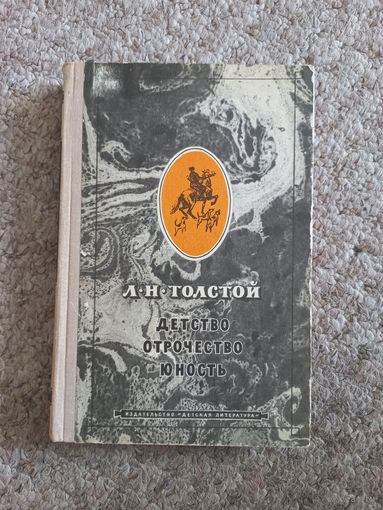 Л·Н·ТОЛСТОЙ
ДЕТСТВО
ОТРОЧЕСТВО
ЮНОСТЬ
ИЗДАТЕЛЬСТВО «ДЕТСКАЯ ЛИТЕРАТУРА»